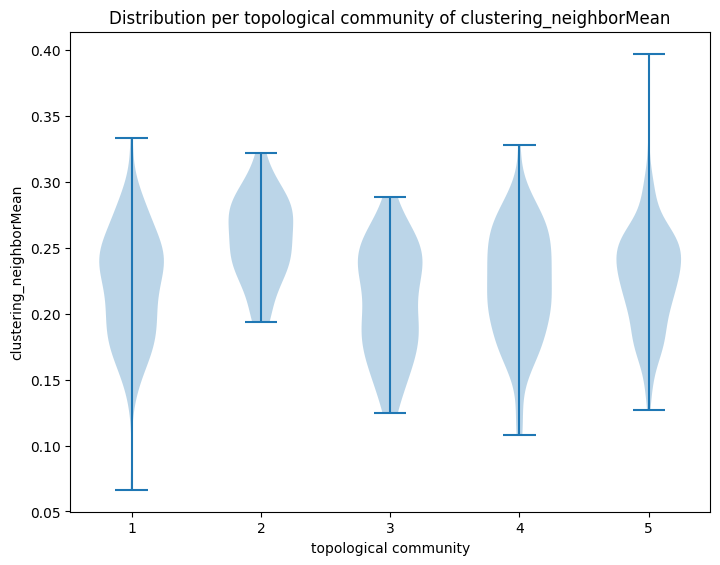 Distribution per topological community of clustering_neighborMean
0.40
0.35
0.30
0.25
0.20
0.15
0.10
0.05
clustering_neighborMean
1 2 3 4 5
topological community